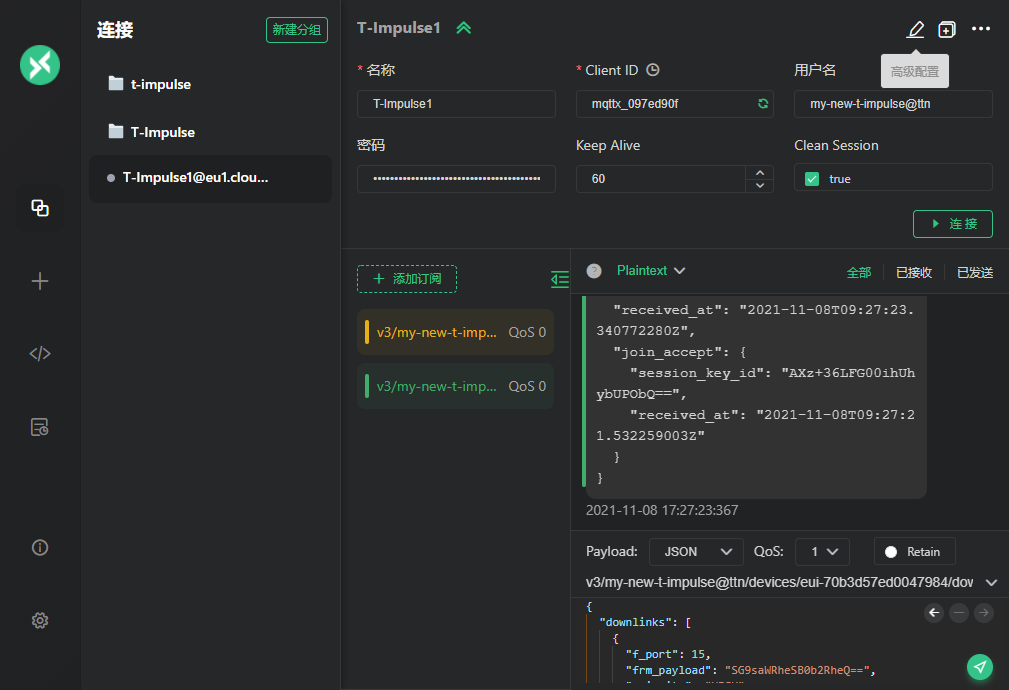 连接
新建分组
t-impulse
T-Impulse
T-Impulse1@eu1.clou...
T-Impulse1
高级配置
* 名称
* Client ID
用户名
T-Impulse1
mqttx_097ed90f
my-new-t-impulse@ttn
密码
Keep Alive
Clean Session
60
true
连接
添加订阅
v3/my-new-t-imp... QoS 0
v3/my-new-t-imp... QoS 0
Plaintext
全部
已接收
已发送
"received_at": "2021-11-08T09:27:23.
340772280Z",
"join_accept": {
"session_key_id": "AXz+36LFG00ihUh
ybUPObQ==",
"received_at": "2021-11-08T09:27:2
1.532259003Z"
}
}
2021-11-08 17:27:23:367
Payload: JSON QoS: 1 Retain
v3/my-new-t-impulse@ttn/devices/eui-70b3d57ed0047984/dow
{
"downlinks": [
{
"f_port": 15,
"frm_payload": "SG9saWRheSB0b2RheQ==",